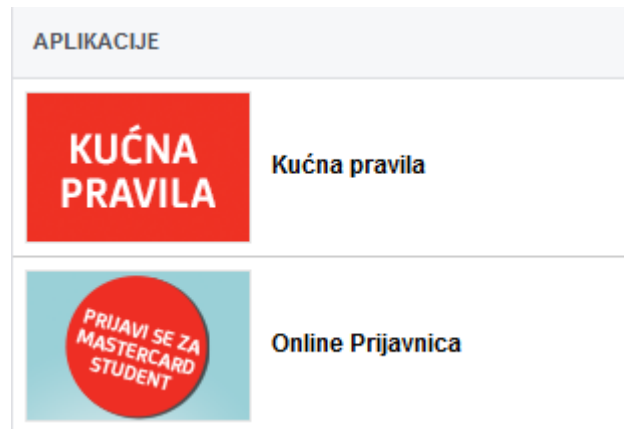 APLIKACIJE
KUĆNA
PRAVILA
Kućna pravila
PRIJAVI SE ZA
MASTERCARD
STUDENT
Online Prijavnica